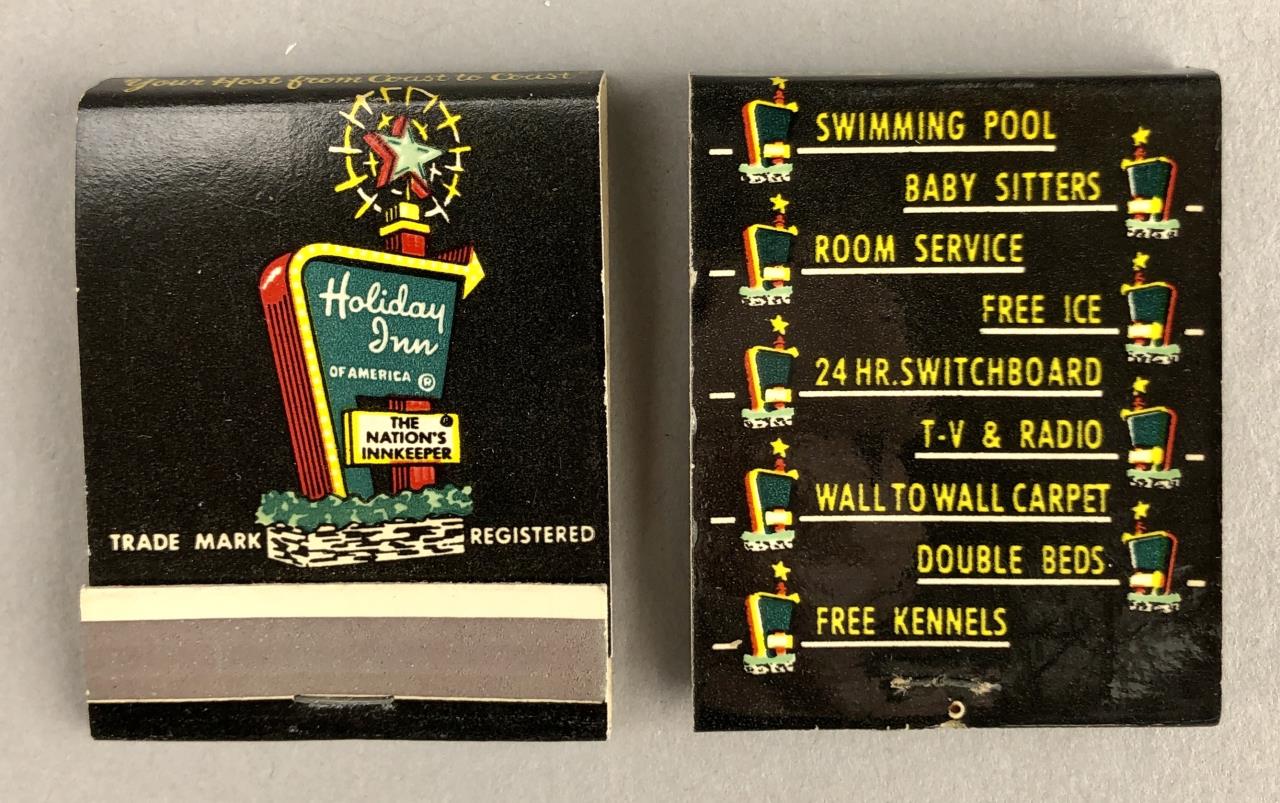 Your Host from Coast to Coast
Holiday
Inn
OF AMERICA ®
THE
NATION'S
INNKEEPER
TRADE MARK REGISTERED
SWIMMING POOL
BABY SITTERS
ROOM SERVICE
FREE ICE
24 HR. SWITCHBOARD
T-V & RADIO
WALL TO WALL CARPET
DOUBLE BEDS
FREE KENNELS